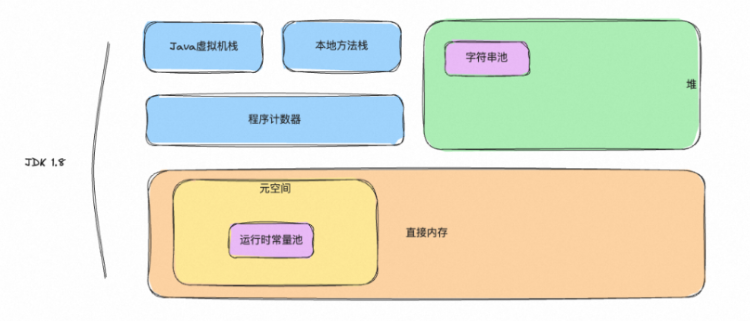 Java虚拟机栈
本地方法栈
字符串池
堆
程序计数器
JDK 1.8
元空间
运行时常量池
直接内存